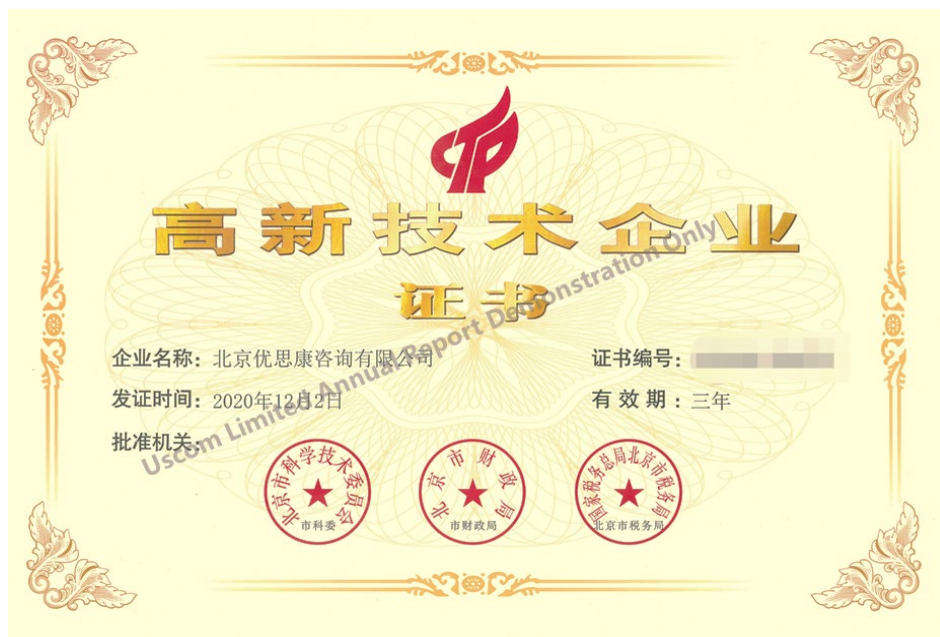 高新技术企业
证书
企业名称：北京优思康咨询有限公司
证书编号：
发证时间：2020年12月2日
有效期：三年
批准机关：
Uscom Limited Annual Report Demonstration Only
北京市科学技术委员会
市科委
北京市财政局
市财政局
国家税务总局北京市税务局
北京市税务局